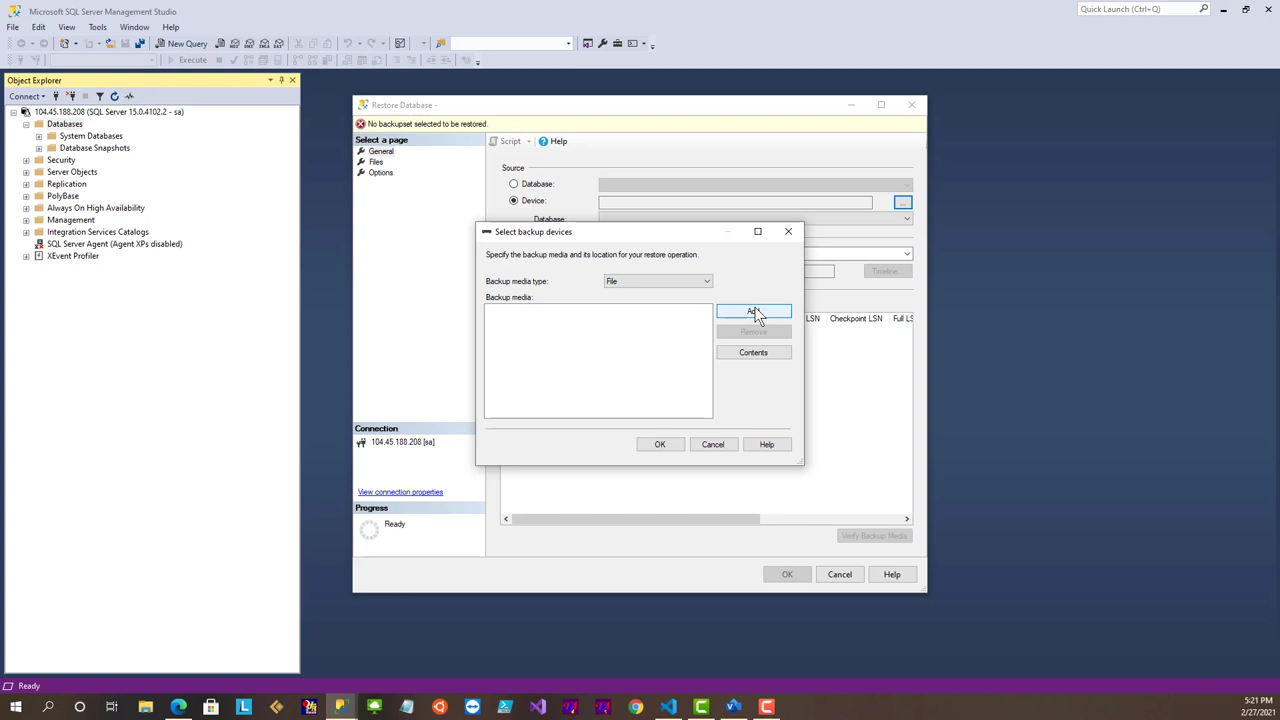 Microsoft SQL Server Management Studio
Quick Launch (Ctrl+Q)
File Edit View Tools Window Help
New Query
Execute
Object Explorer
Connect
104.45.188.208 (SQL Server 15.0.4102.2 - sa)
Databases
System Databases
Database Snapshots
Security
Server Objects
Replication
PolyBase
Always On High Availability
Management
Integration Services Catalogs
SQL Server Agent (Agent XPs disabled)
XEvent Profiler
Restore Database -
No backupset selected to be restored.
Select a page
General
Files
Options
Script Help
Source
Database:
Device:
...
Database:
Timeline...
LSN Checkpoint LSN Full LS
Select backup devices
Specify the backup media and its location for your restore operation.
Backup media type: File
Backup media:
Remove
Contents
OK Cancel Help
Connection
104.45.188.208 [sa]
View connection properties
Progress
Ready
Verify Backup Media
OK Cancel Help
Ready
5:21 PM
2/27/2021